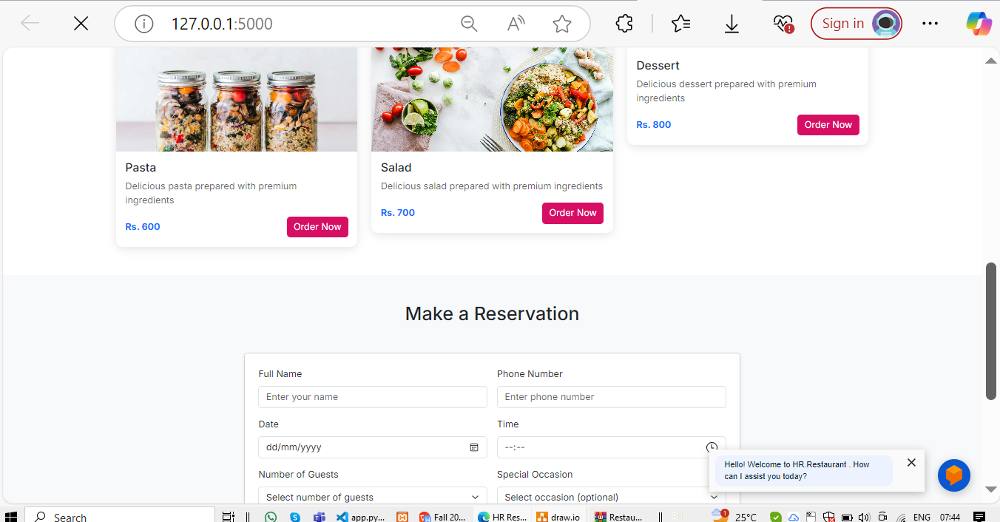 127.0.0.1:5000
Sign in
Pasta
Delicious pasta prepared with premium
ingredients
Rs. 600
Order Now
Salad
Delicious salad prepared with premium ingredients
Rs. 700
Order Now
Dessert
Delicious dessert prepared with premium
ingredients
Rs. 800
Order Now
Make a Reservation
Full Name
Enter your name
Phone Number
Enter phone number
Date
dd/mm/yyyy
Time
--:--
Number of Guests
Select number of guests
Special Occasion
Select occasion (optional)
Hello! Welcome to HR.Restaurant . How
can I assist you today?
Search
app.py...
Fall 20...
HR Res...
draw.io
Restau...
1
25°C
ENG
07:44